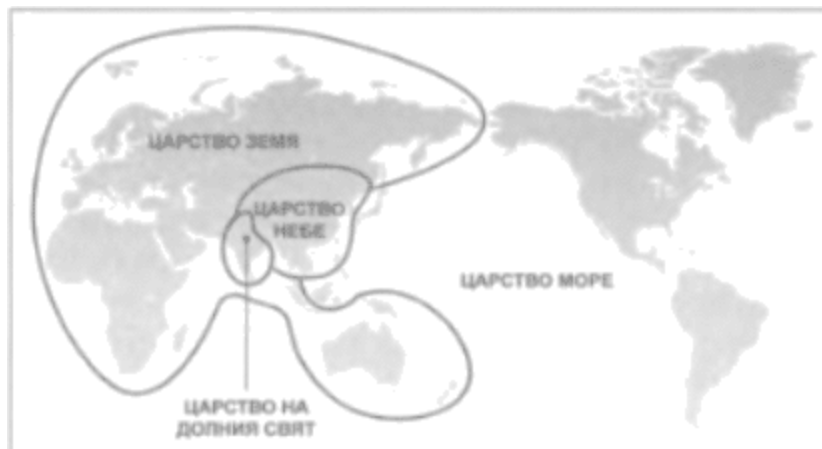 ЦАРСТВО ЗЕМЯ
ЦАРСТВО
НЕБЕ
ЦАРСТВО МОРЕ
ЦАРСТВО НА
ДОЛНИЯ СВЯТ